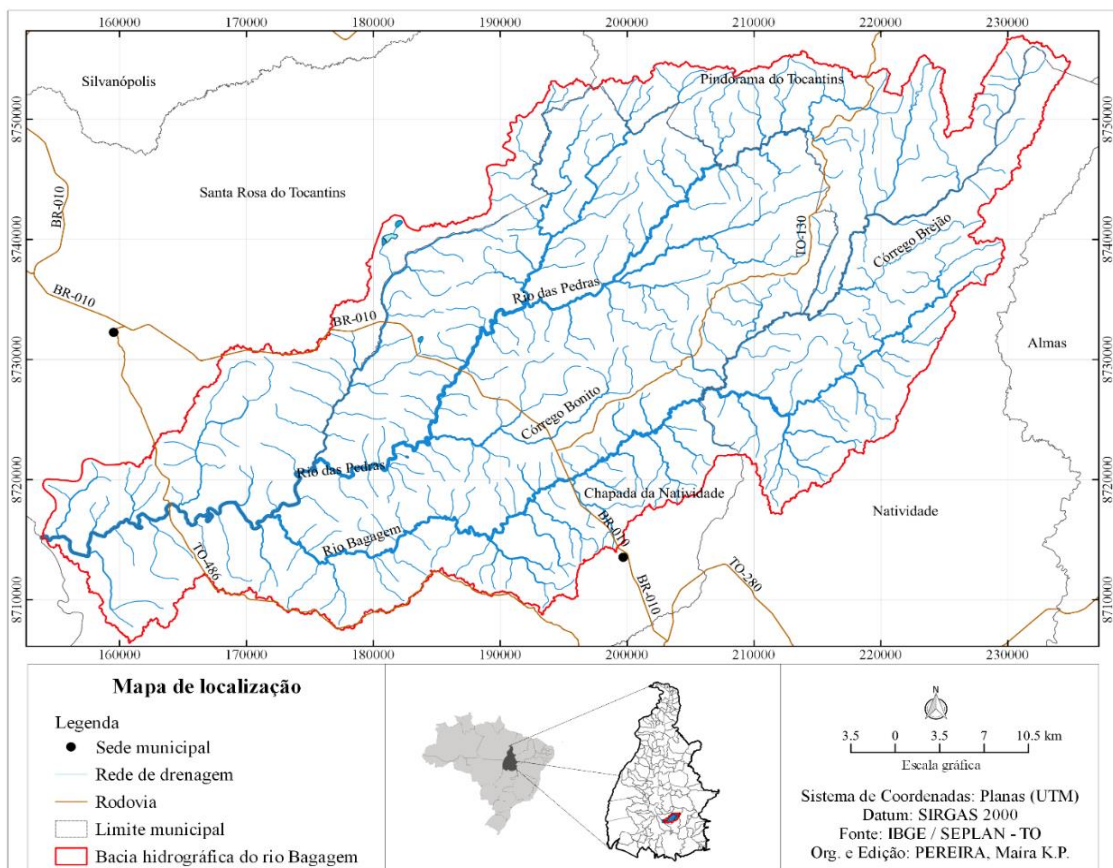 160000
170000
180000
190000
200000
210000
220000
230000
Silvanópolis
Pindorama do Tocantins
8750000
8750000
Santa Rosa do Tocantins
BR-010
8740000
8740000
TO-130
Córrego Brejão
BR-010
Rio das Pedras
BR-010
8730000
8730000
Almas
Córrego Bonito
Rio das Pedras
8720000
8720000
Chapada da Natividade
Natividade
Rio Bagagem
BR-010
TO-486
BR-010
TO-280
8710000
8710000
160000
170000
180000
190000
200000
210000
220000
230000
Mapa de localização
Legenda
Sede municipal
Rede de drenagem
Rodovia
Limite municipal
Bacia hidrográfica do rio Bagagem
N
3.5 0 3.5 7 10.5 km
Escala gráfica
Sistema de Coordenadas: Planas (UTM)
Datum: SIRGAS 2000
Fonte: IBGE / SEPLAN - TO
Org. e Edição: PEREIRA, Maíra K.P.